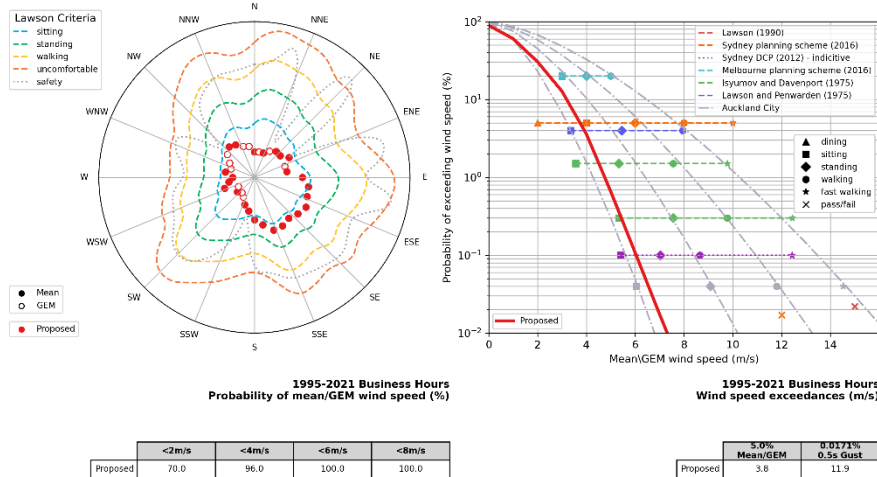 Lawson Criteria
sitting
standing
walking
uncomfortable
safety
N
NNE
NE
ENE
E
ESE
SE
SSE
S
SSW
SW
WSW
W
WNW
NW
NNW
Mean
GEM
Proposed
Probability of exceeding wind speed (%)
10²
10¹
10⁰
10⁻¹
10⁻²
0
2
4
6
8
10
12
14
16
Mean\GEM wind speed (m/s)
Lawson (1990)
Sydney planning scheme (2016)
Sydney DCP (2012) - indicitive
Melbourne planning scheme (2016)
Isyumov and Davenport (1975)
Lawson and Penwarden (1975)
Auckland City
dining
sitting
standing
walking
fast walking
pass/fail
Proposed
1995-2021 Business Hours
Probability of mean/GEM wind speed (%)
<2m/s <4m/s <6m/s <8m/s
Proposed 70.0 96.0 100.0 100.0
1995-2021 Business Hours
Wind speed exceedances (m/s)
5.0% 0.0171%
Mean/GEM 0.5s Gust
Proposed 3.8 11.9